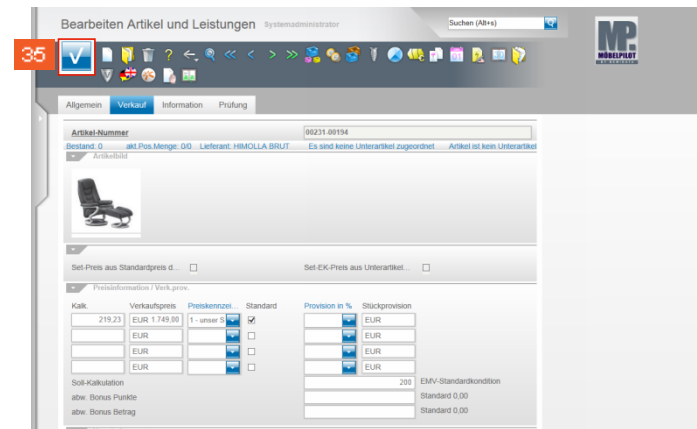 Bearbeiten Artikel und Leistungen Systemadministrator
Suchen (Alt+s)
MP.
MÖBELPILOT
35
Allgemein Verkauf Information Prüfung
Artikel-Nummer 00231-00194
Bestand: 0 akt.Pos.Menge: 0/0 Lieferant: HIMOLLA BRUT Es sind keine Unterartikel zugeordnet Artikel ist kein Unterartikel
Artikelbild
Set-Preis aus Standardpreis d... Set-EK-Preis aus Unterartikel...
Preisinformation / Verk.prov.
Kalk. Verkaufspreis Preiskennzei... Standard Provision in % Stückprovision
219,23 EUR 1.749,00 1 - unser S EUR
EUR EUR
EUR EUR
EUR EUR
Soll-Kalkulation 200 EMV-Standardkondition
abw. Bonus Punkte Standard 0,00
abw. Bonus Betrag Standard 0,00